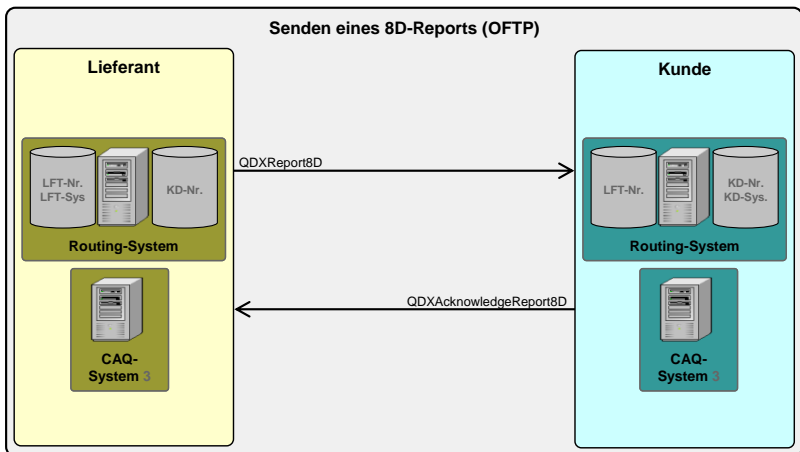 Senden eines 8D-Reports (OFTP)
Lieferant
LFT-Nr.
LFT-Sys
KD-Nr.
Routing-System
CAQ-
System 3
QDXReport8D
QDXAcknowledgeReport8D
Kunde
LFT-Nr.
KD-Nr.
KD-Sys.
Routing-System
CAQ-
System 3